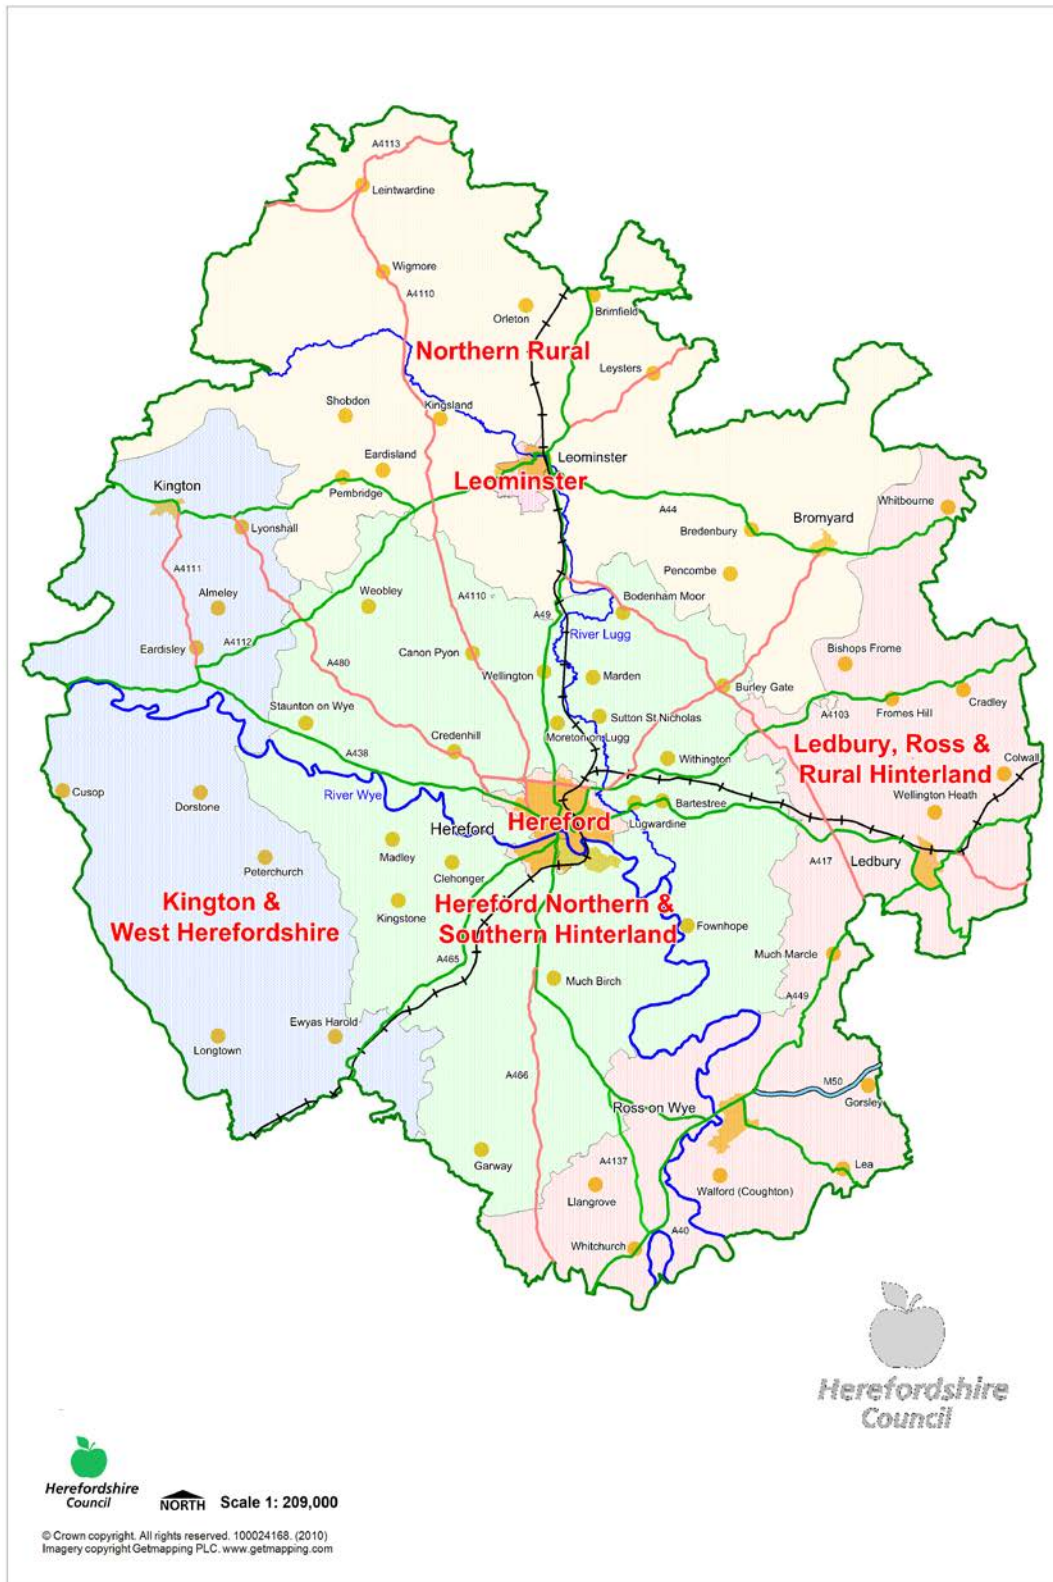 A4113
Leintwardine
Wigmore
A4110
Orleton
Brimfield
Northern Rural
Leysters
Shobdon
Kingsland
Eardisland
Leominster
Leominster
Pembridge
Kington
Whitbourne
Lyonshall
A44
Bredenbury
Bromyard
A4111
Pencombe
Almeley
Weobley
A4110
Bodenham Moor
A49
River Lugg
Eardisley
A4112
Canon Pyon
Bishops Frome
A480
Wellington
Marden
Burley Gate
Cradley
Staunton on Wye
Fromes Hill
A4103
Sutton St Nicholas
Moreton on Lugg
Credenhill
A438
Withington
Ledbury, Ross &
Rural Hinterland
Colwall
Cusop
Dorstone
River Wye
Bartestree
Wellington Heath
Hereford
Hereford
Lugwardine
Madley
Ledbury
A417
Peterchurch
Clehonger
Kington &
West Herefordshire
Hereford Northern &
Southern Hinterland
Kingstone
Fownhope
Much Marcle
A465
Much Birch
A449
Ewyas Harold
Longtown
A466
M50
Gorsley
Ross on Wye
Garway
A4137
Lea
Walford (Coughton)
Llangrove
A40
Whitchurch
Herefordshire
Council
Herefordshire
Council
NORTH Scale 1: 209,000
© Crown copyright. All rights reserved. 100024168. (2010)
Imagery copyright Getmapping PLC. www.getmapping.com